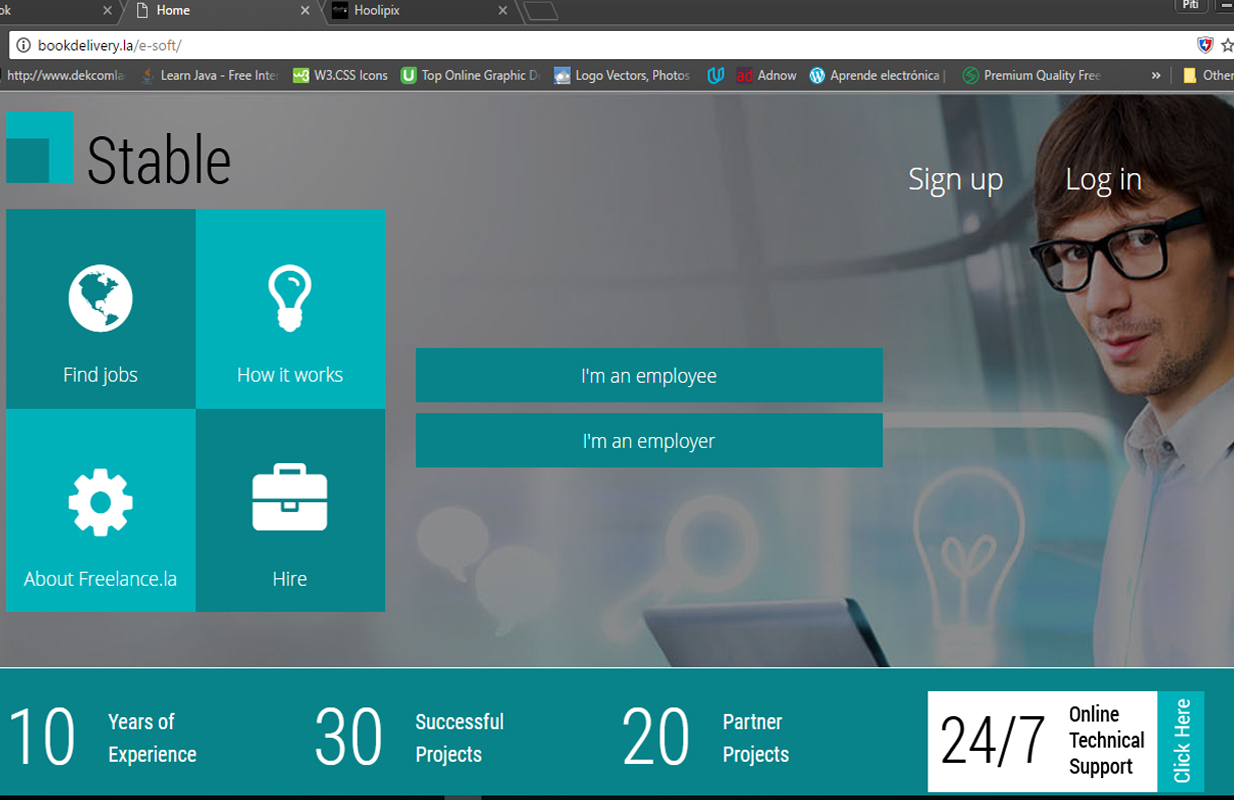 ok
Home
Hoolipix
Piti
bookdelivery.la/e-soft/
http://www.dekcomla
Learn Java - Free Inte
W3.CSS Icons
Top Online Graphic D
Logo Vectors, Photos
ad Adnow
Aprende electrónica |
Premium Quality Free
»
Other
Stable
Sign up
Log in
Find jobs
How it works
I'm an employee
I'm an employer
About Freelance.la
Hire
10
Years of
Experience
30
Successful
Projects
20
Partner
Projects
24/7
Online
Technical
Support
Click Here